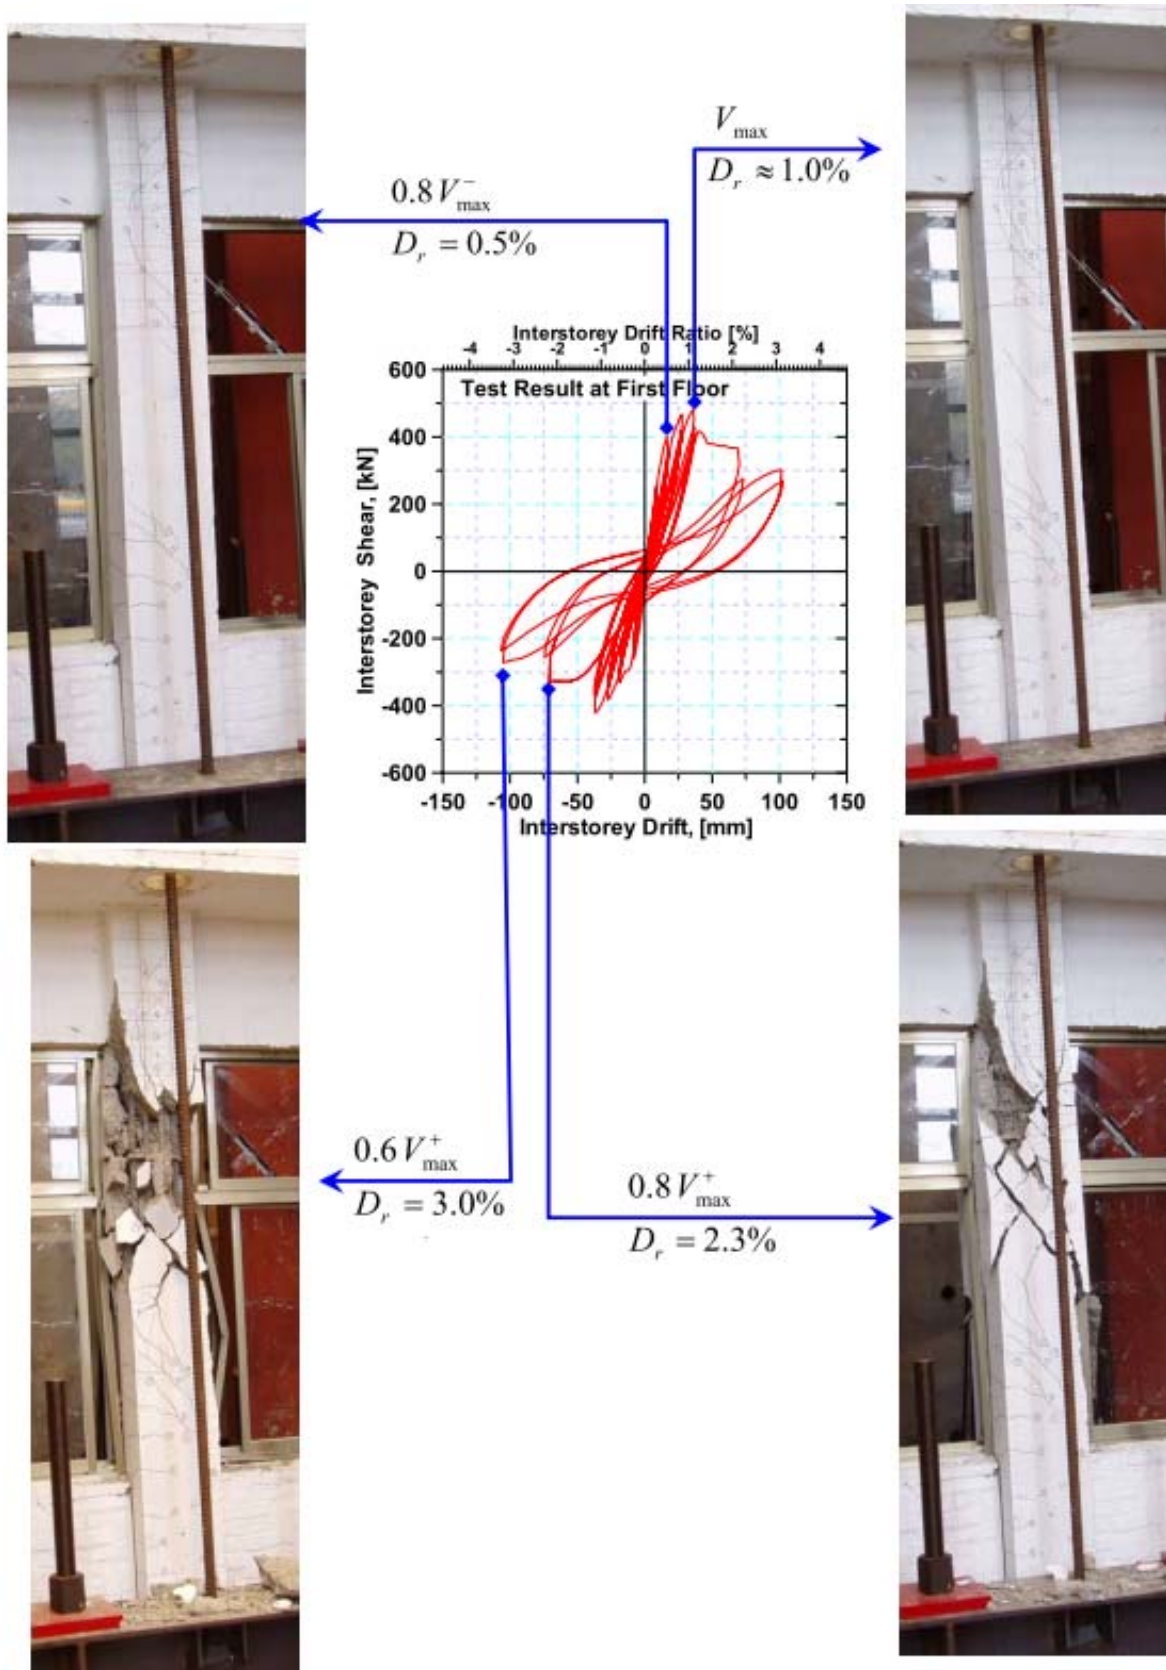 V_max
D_r ≈ 1.0%
0.8 V⁻_max
D_r = 0.5%
Interstorey Drift Ratio [%]
-4 -3 -2 -1 0 1 2 3 4
Test Result at First Floor
Interstorey Shear, [kN]
600
400
200
0
-200
-400
-600
-150 -100 -50 0 50 100 150
Interstorey Drift, [mm]
0.6 V⁺_max
D_r = 3.0%
0.8 V⁺_max
D_r = 2.3%